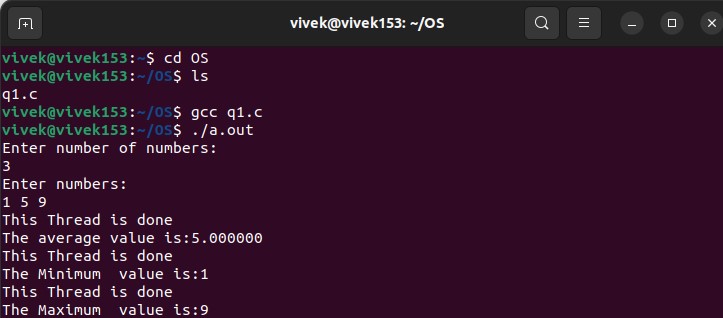 vivek@vivek153: ~/OS
vivek@vivek153:~$ cd OS
vivek@vivek153:~/OS$ ls
q1.c
vivek@vivek153:~/OS$ gcc q1.c
vivek@vivek153:~/OS$ ./a.out
Enter number of numbers:
3
Enter numbers:
1 5 9
This Thread is done
The average value is:5.000000
This Thread is done
The Minimum  value is:1
This Thread is done
The Maximum  value is:9